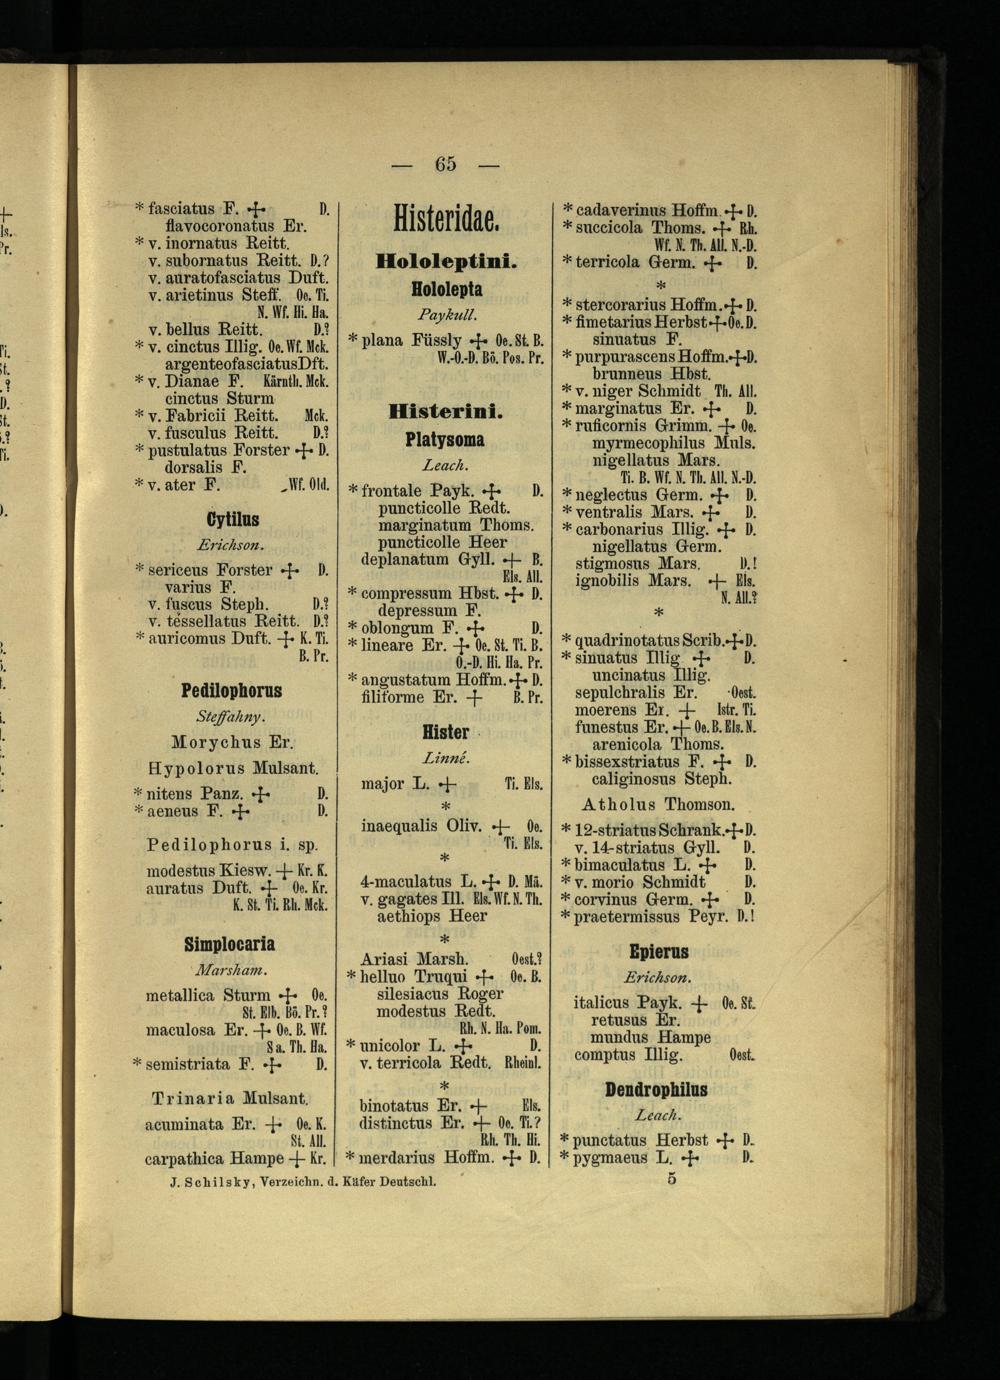 — 65 —
* fasciatus F. ✢ D.
flavocoronatus Er.
* v. inornatus Reitt.
v. subornatus Reitt. D.?
v. auratofasciatus Duft.
v. arietinus Steff. Oe. Ti.
N. Wf. Hi. Ha.
v. bellus Reitt. D.?
* v. cinctus Illig. Oe. Wf. Mck.
argenteofasciatus Dft.
* v. Dianae F. Kärnth. Mck.
cinctus Sturm
* v. Fabricii Reitt. Mck.
v. fusculus Reitt. D.?
* pustulatus Forster ✢ D.
dorsalis F.
* v. ater F. Wf. Old.
Cytilus
Erichson.
* sericeus Forster ✢ D.
varius F.
v. fuscus Steph. D.?
v. tessellatus Reitt. D.?
* auricomus Duft. ✢ K. Ti.
B. Pr.
Pedilophorus
Steffahny.
Morychus Er.
Hypolorus Mulsant.
* nitens Panz. ✢ D.
* aeneus F. ✢ D.
Pedilophorus i. sp.
modestus Kiesw. + Kr. K.
auratus Duft. ✢ Oe. Kr.
K. St. Ti. Rh. Mck.
Simplocaria
Marsham.
metallica Sturm ✢ Oe.
St. Elb. Bö. Pr.?
maculosa Er. ✢ Oe. B. Wf.
Sa. Th. Ha.
* semistriata F. ✢ D.
Trinaria Mulsant.
acuminata Er. ✢ Oe. K.
St. All.
carpathica Hampe + Kr.
Histeridae.
Hololeptini.
Hololepta
Paykull.
* plana Füssly ✢ Oe. St. B.
W.-O.-D. Bö. Pos. Pr.
Histerini.
Platysoma
Leach.
* frontale Payk. ✢ D.
puncticolle Redt.
marginatum Thoms.
puncticolle Heer
deplanatum Gyll. + B.
Els. All.
* compressum Hbst. ✢ D.
depressum F.
* oblongum F. ✢ D.
* lineare Er. ✢ Oe. St. Ti. B.
O.-D. Hi. Ha. Pr.
* angustatum Hoffm. ✢ D.
filiforme Er. + B. Pr.
Hister
Linné.
major L. + Ti. Els.
*
inaequalis Oliv. + Oe.
Ti. Els.
*
4-maculatus L. ✢ D. Mä.
v. gagates Ill. Els. Wf. N. Th.
aethiops Heer
*
Ariasi Marsh. Oest.?
* helluo Truqui ✢ Oe. B.
silesiacus Roger
modestus Redt.
Rh. N. Ha. Pom.
* unicolor L. ✢ D.
v. terricola Redt. Rheinl.
*
binotatus Er. + Els.
distinctus Er. + Oe. Ti.?
Rh. Th. Hi.
* merdarius Hoffm. ✢ D.
* cadaverinus Hoffm. ✢ D.
* succicola Thoms. ✢ Rh.
Wf. N. Th. All. N.-D.
* terricola Germ. ✢ D.
*
* stercorarius Hoffm. ✢ D.
* fimetarius Herbst ✢ Oe. D.
sinuatus F.
* purpurascens Hoffm. ✢ D.
brunneus Hbst.
* v. niger Schmidt Th. All.
* marginatus Er. ✢ D.
* ruficornis Grimm. ✢ Oe.
myrmecophilus Muls.
nigellatus Mars.
Ti. B. Wf. N. Th. All. N.-D.
* neglectus Germ. ✢ D.
* ventralis Mars. ✢ D.
* carbonarius Illig. ✢ D.
nigellatus Germ.
stigmosus Mars. D.!
ignobilis Mars. + Els.
N. All.?
*
* quadrinotatus Scrib. ✢ D.
* sinuatus Illig ✢ D.
uncinatus Illig.
sepulchralis Er. Oest.
moerens Er. + Istr. Ti.
funestus Er. + Oe. B. Els. N.
arenicola Thoms.
* bissexstriatus F. ✢ D.
caliginosus Steph.
Atholus Thomson.
* 12-striatus Schrank. ✢ D.
v. 14-striatus Gyll. D.
* bimaculatus L. ✢ D.
* v. morio Schmidt D.
* corvinus Germ. ✢ D.
* praetermissus Peyr. D.!
Epierus
Erichson.
italicus Payk. + Oe. St.
retusus Er.
mundus Hampe
comptus Illig. Oest.
Dendrophilus
Leach.
* punctatus Herbst ✢ D.
* pygmaeus L. ✢ D.
J. Schilsky, Verzeichn. d. Käfer Deutschl.
5